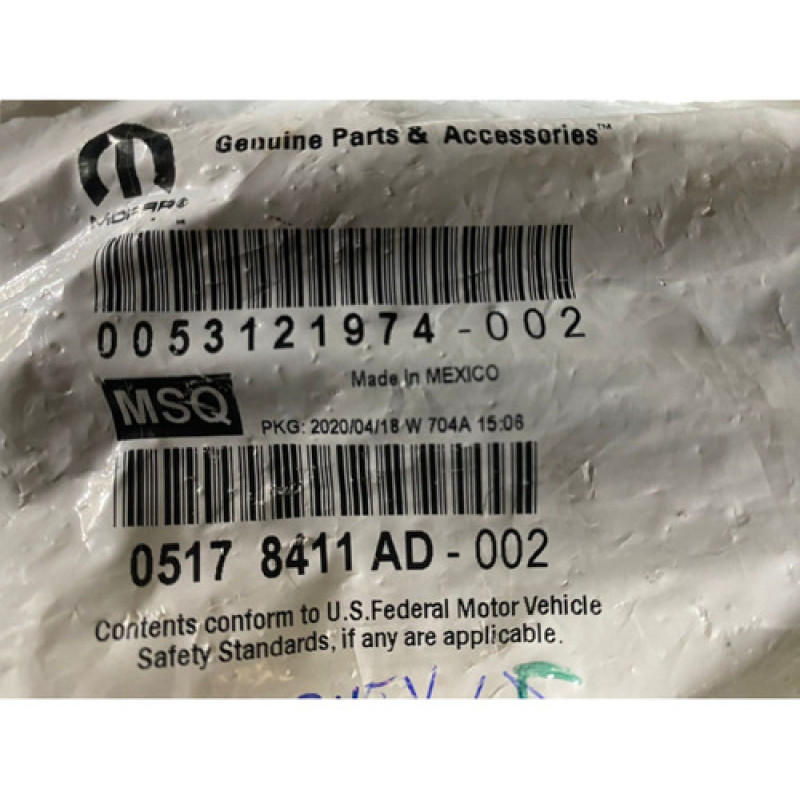 Genuine Parts & Accessories™
MOPAR®
0053121974-002
Made In MEXICO
MSQ
PKG: 2020/04/18 W 704A 15:06
0517 8411 AD - 002
Contents conform to U.S.Federal Motor Vehicle
Safety Standards, if any are applicable.